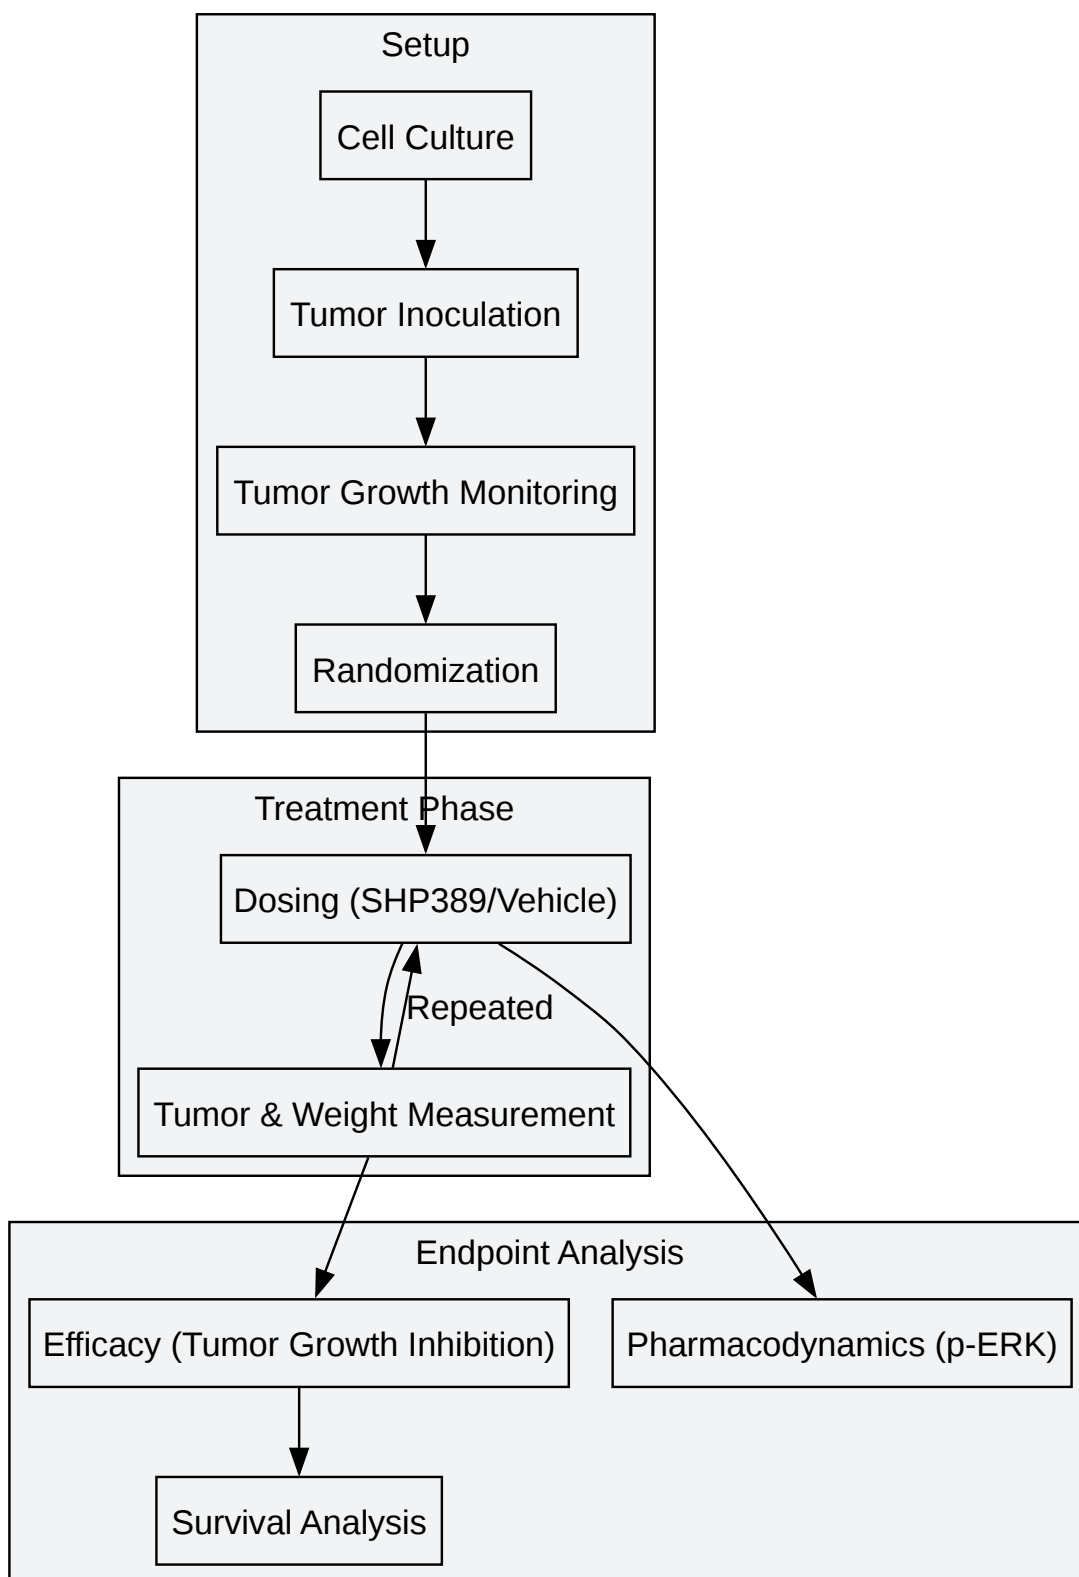 Setup
Cell Culture
Tumor Inoculation
Tumor Growth Monitoring
Randomization
Treatment Phase
Dosing (SHP389/Vehicle)
Repeated
Tumor & Weight Measurement
Endpoint Analysis
Efficacy (Tumor Growth Inhibition)
Pharmacodynamics (p-ERK)
Survival Analysis